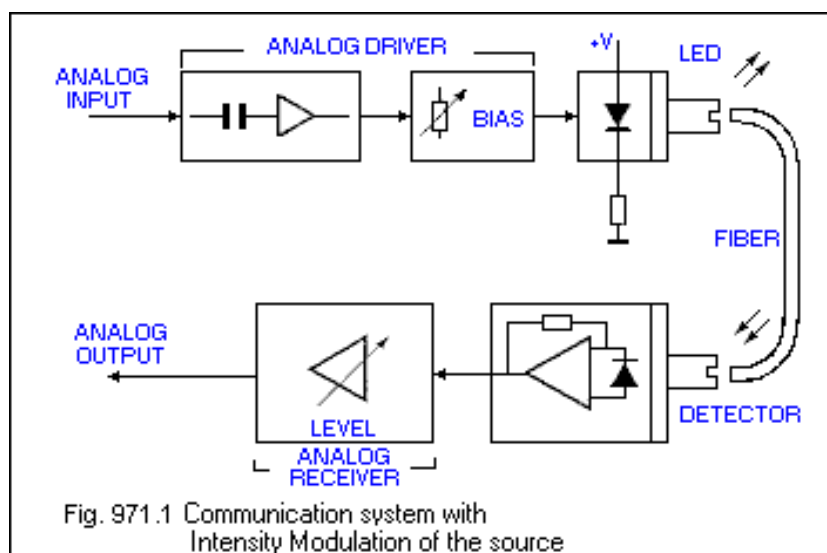 ANALOG DRIVER
ANALOG
INPUT
BIAS
+V
LED
FIBER
ANALOG
OUTPUT
LEVEL
ANALOG
RECEIVER
DETECTOR
Fig. 971.1 Communication system with
Intensity Modulation of the source